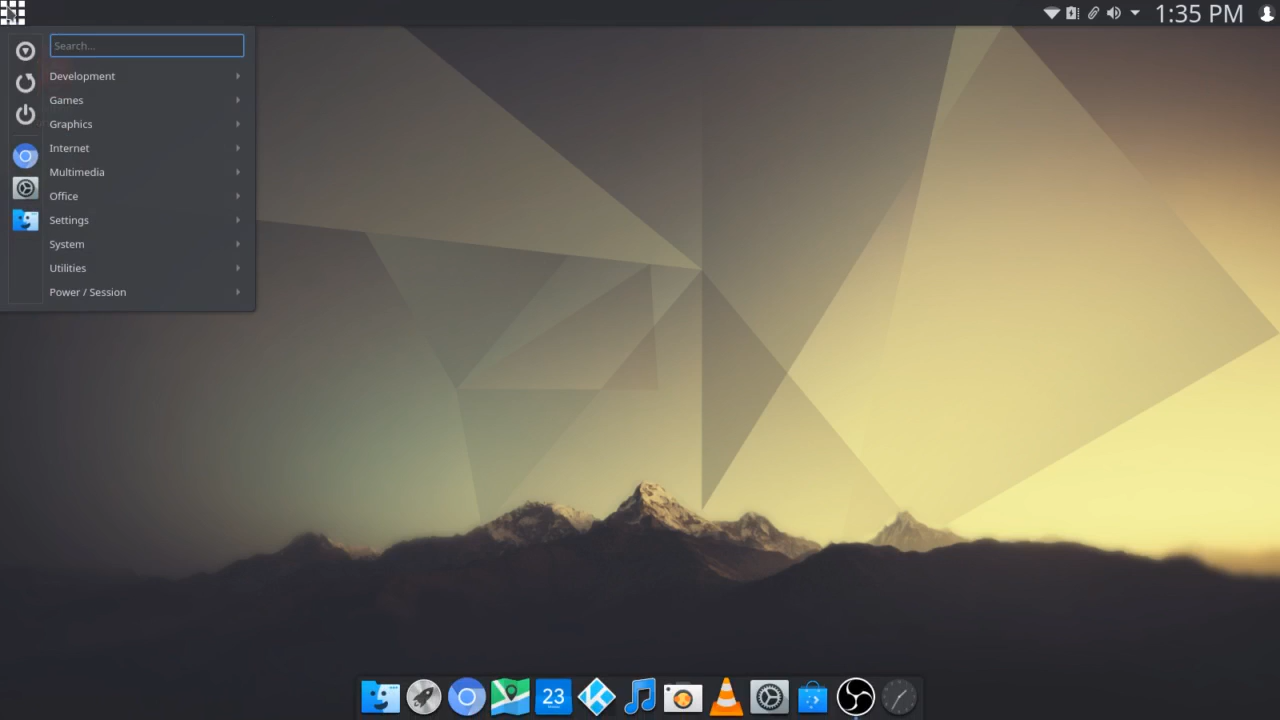 1:35 PM
Search...
Development
Games
Graphics
Internet
Multimedia
Office
Settings
System
Utilities
Power / Session
23